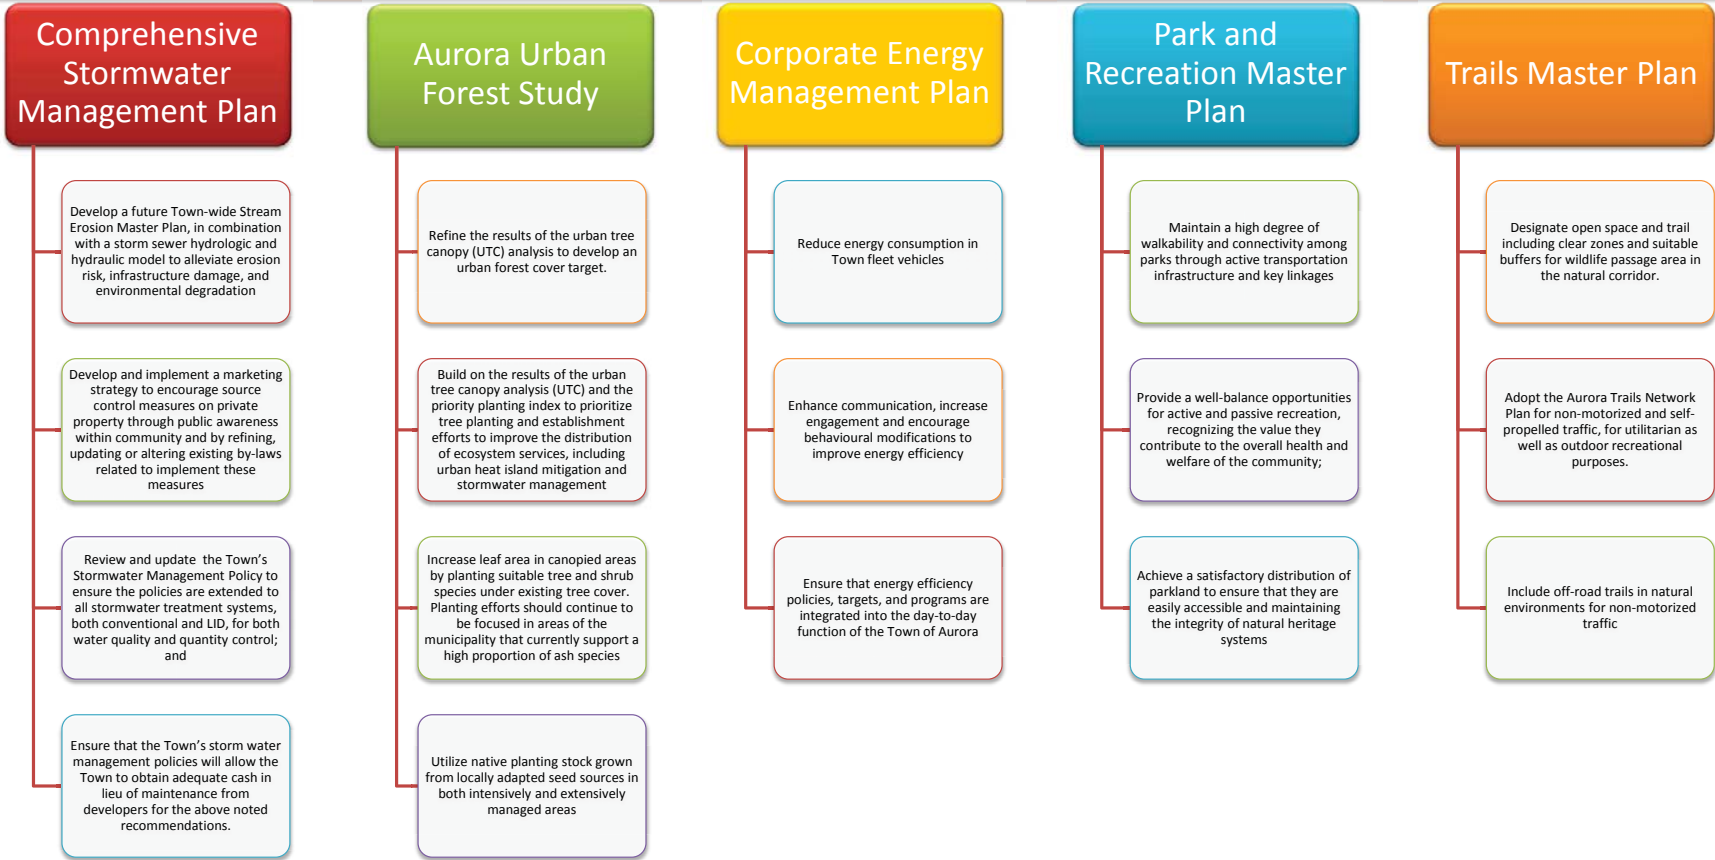 Comprehensive
Stormwater
Management Plan
Develop a future Town-wide Stream
Erosion Master Plan, in combination
with a storm sewer hydrologic and
hydraulic model to alleviate erosion
risk, infrastructure damage, and
environmental degradation
Develop and implement a marketing
strategy to encourage source
control measures on private
property through public awareness
within community and by refining,
updating or altering existing by-laws
related to implement these
measures
Review and update the Town's
Stormwater Management Policy to
ensure the policies are extended to
all stormwater treatment systems,
both conventional and LID, for both
water quality and quantity control;
and
Ensure that the Town's storm water
management policies will allow the
Town to obtain adequate cash in
lieu of maintenance from
developers for the above noted
recommendations.
Aurora Urban
Forest Study
Refine the results of the urban tree
canopy (UTC) analysis to develop an
urban forest cover target.
Build on the results of the urban
tree canopy analysis (UTC) and the
priority planting index to prioritize
tree planting and establishment
efforts to improve the distribution
of ecosystem services, including
urban heat island mitigation and
stormwater management
Increase leaf area in canopied areas
by planting suitable tree and shrub
species under existing tree cover.
Planting efforts should continue to
be focused in areas of the
municipality that currently support a
high proportion of ash species
Utilize native planting stock grown
from locally adapted seed sources in
both intensively and extensively
managed areas
Corporate Energy
Management Plan
Reduce energy consumption in
Town fleet vehicles
Enhance communication, increase
engagement and encourage
behavioural modifications to
improve energy efficiency
Ensure that energy efficiency
policies, targets, and programs are
integrated into the day-to-day
function of the Town of Aurora
Park and
Recreation Master
Plan
Maintain a high degree of
walkability and connectivity among
parks through active transportation
infrastructure and key linkages
Provide a well-balance opportunities
for active and passive recreation,
recognizing the value they
contribute to the overall health and
welfare of the community;
Achieve a satisfactory distribution of
parkland to ensure that they are
easily accessible and maintaining
the integrity of natural heritage
systems
Trails Master Plan
Designate open space and trail
including clear zones and suitable
buffers for wildlife passage area in
the natural corridor.
Adopt the Aurora Trails Network
Plan for non-motorized and self-
propelled traffic, for utilitarian as
well as outdoor recreational
purposes.
Include off-road trails in natural
environments for non-motorized
traffic